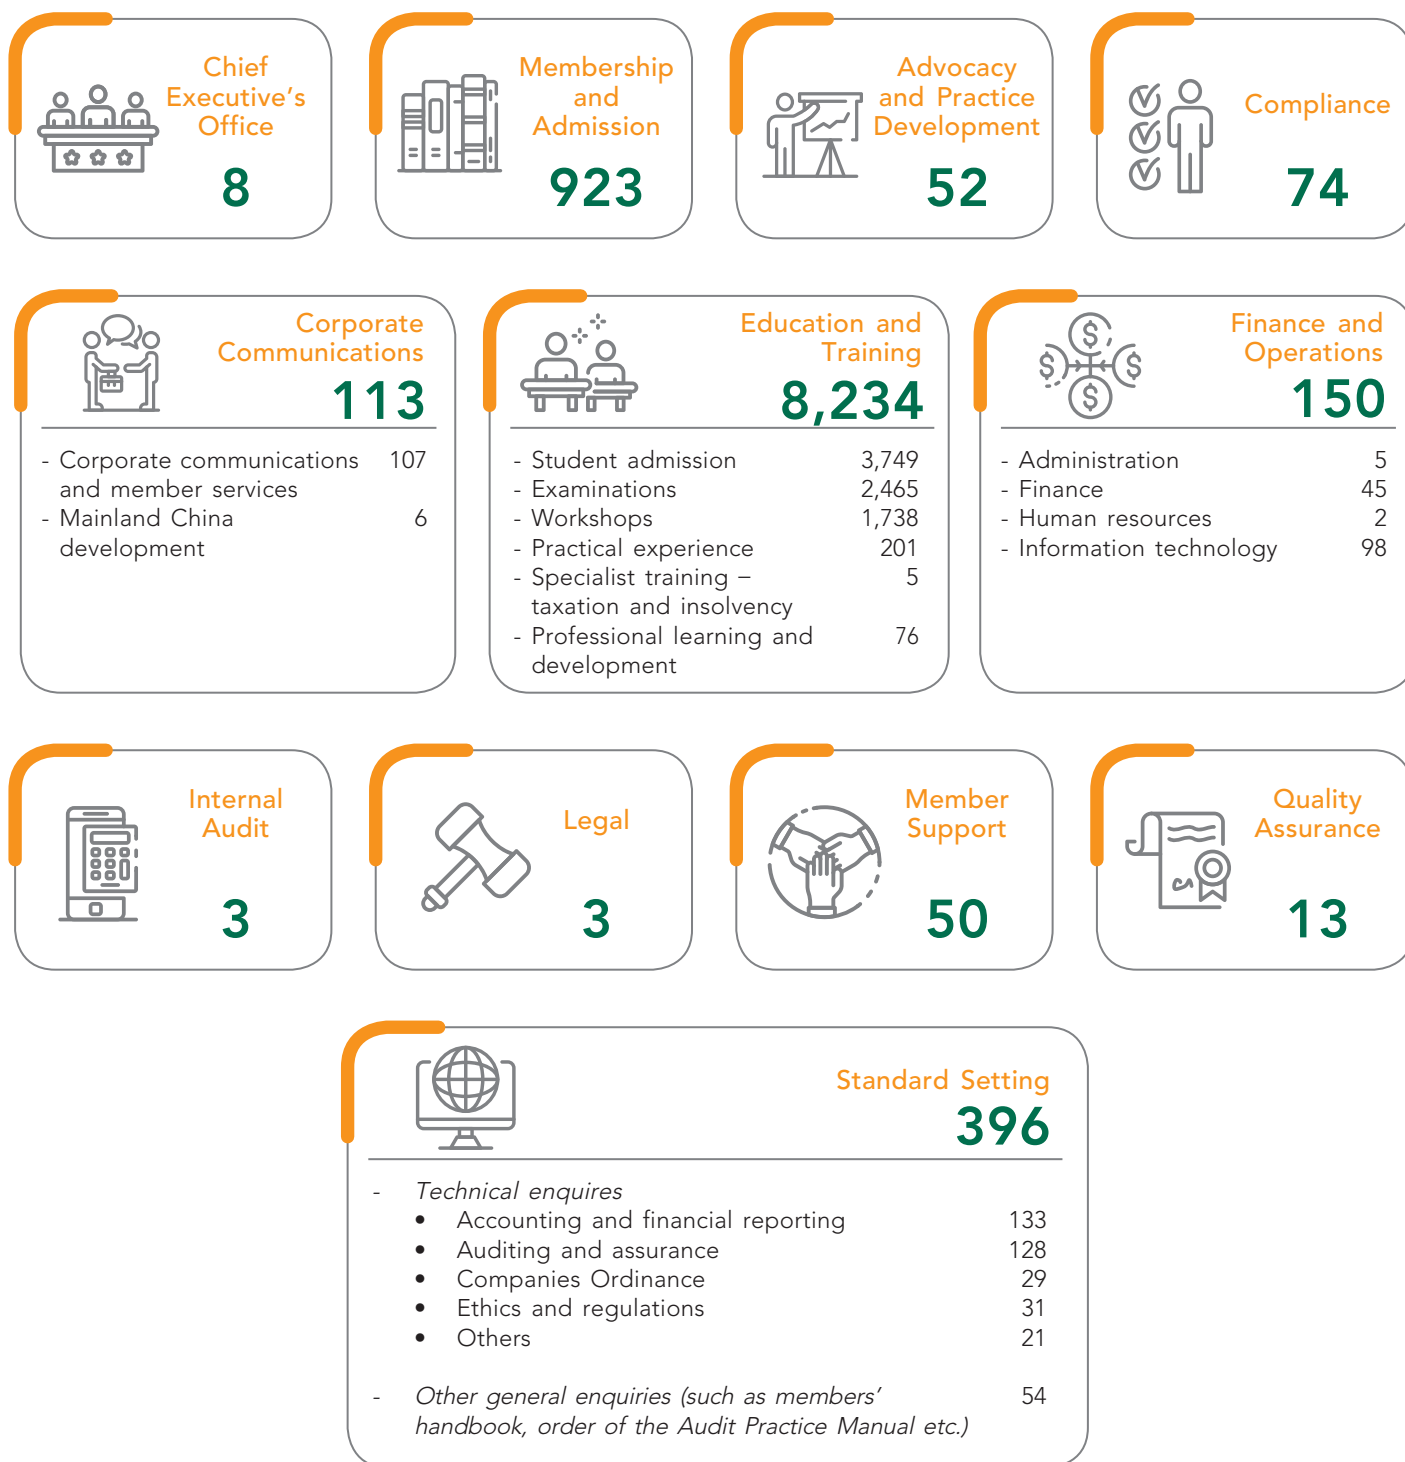 Chief
Executive's
Office
8
Membership
and
Admission
923
Advocacy
and Practice
Development
52
Compliance
74
Corporate
Communications
113
- Corporate communications 107
and member services
- Mainland China 6
development
Education and
Training
8,234
- Student admission 3,749
- Examinations 2,465
- Workshops 1,738
- Practical experience 201
- Specialist training – 5
taxation and insolvency
- Professional learning and 76
development
Finance and
Operations
150
- Administration 5
- Finance 45
- Human resources 2
- Information technology 98
Internal
Audit
3
Legal
3
Member
Support
50
Quality
Assurance
13
Standard Setting
396
- Technical enquires
• Accounting and financial reporting 133
• Auditing and assurance 128
• Companies Ordinance 29
• Ethics and regulations 31
• Others 21
- Other general enquiries (such as members' 54
handbook, order of the Audit Practice Manual etc.)